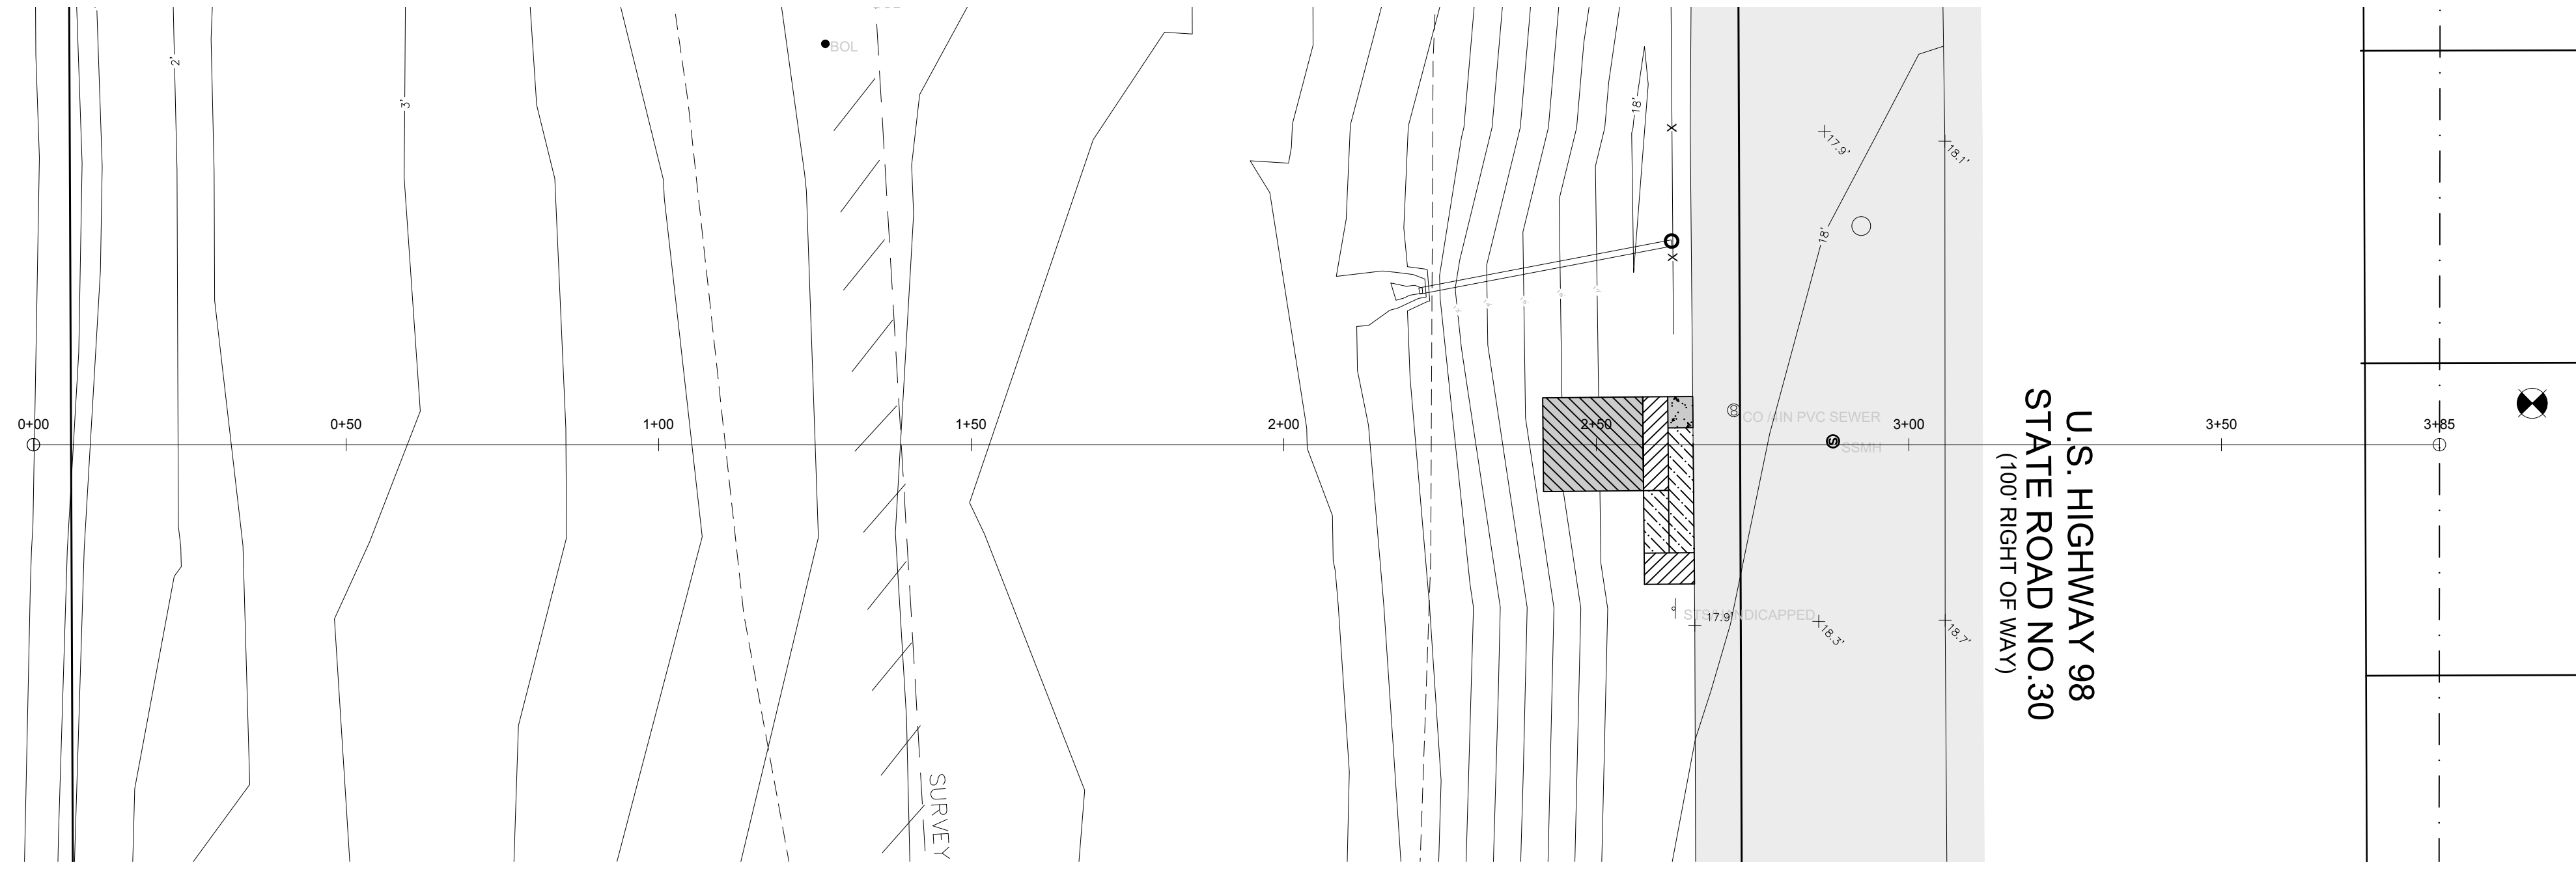 BOL
2'
3'
18'
17.9'
18.1'
18'
0+00
0+50
1+00
1+50
2+00
2+50
3+00
3+50
3+85
CO /4IN PVC SEWER
SSMH
U.S. HIGHWAY 98
STATE ROAD NO.30
(100' RIGHT OF WAY)
17.9'
18.3'
18.7'
SURVEY